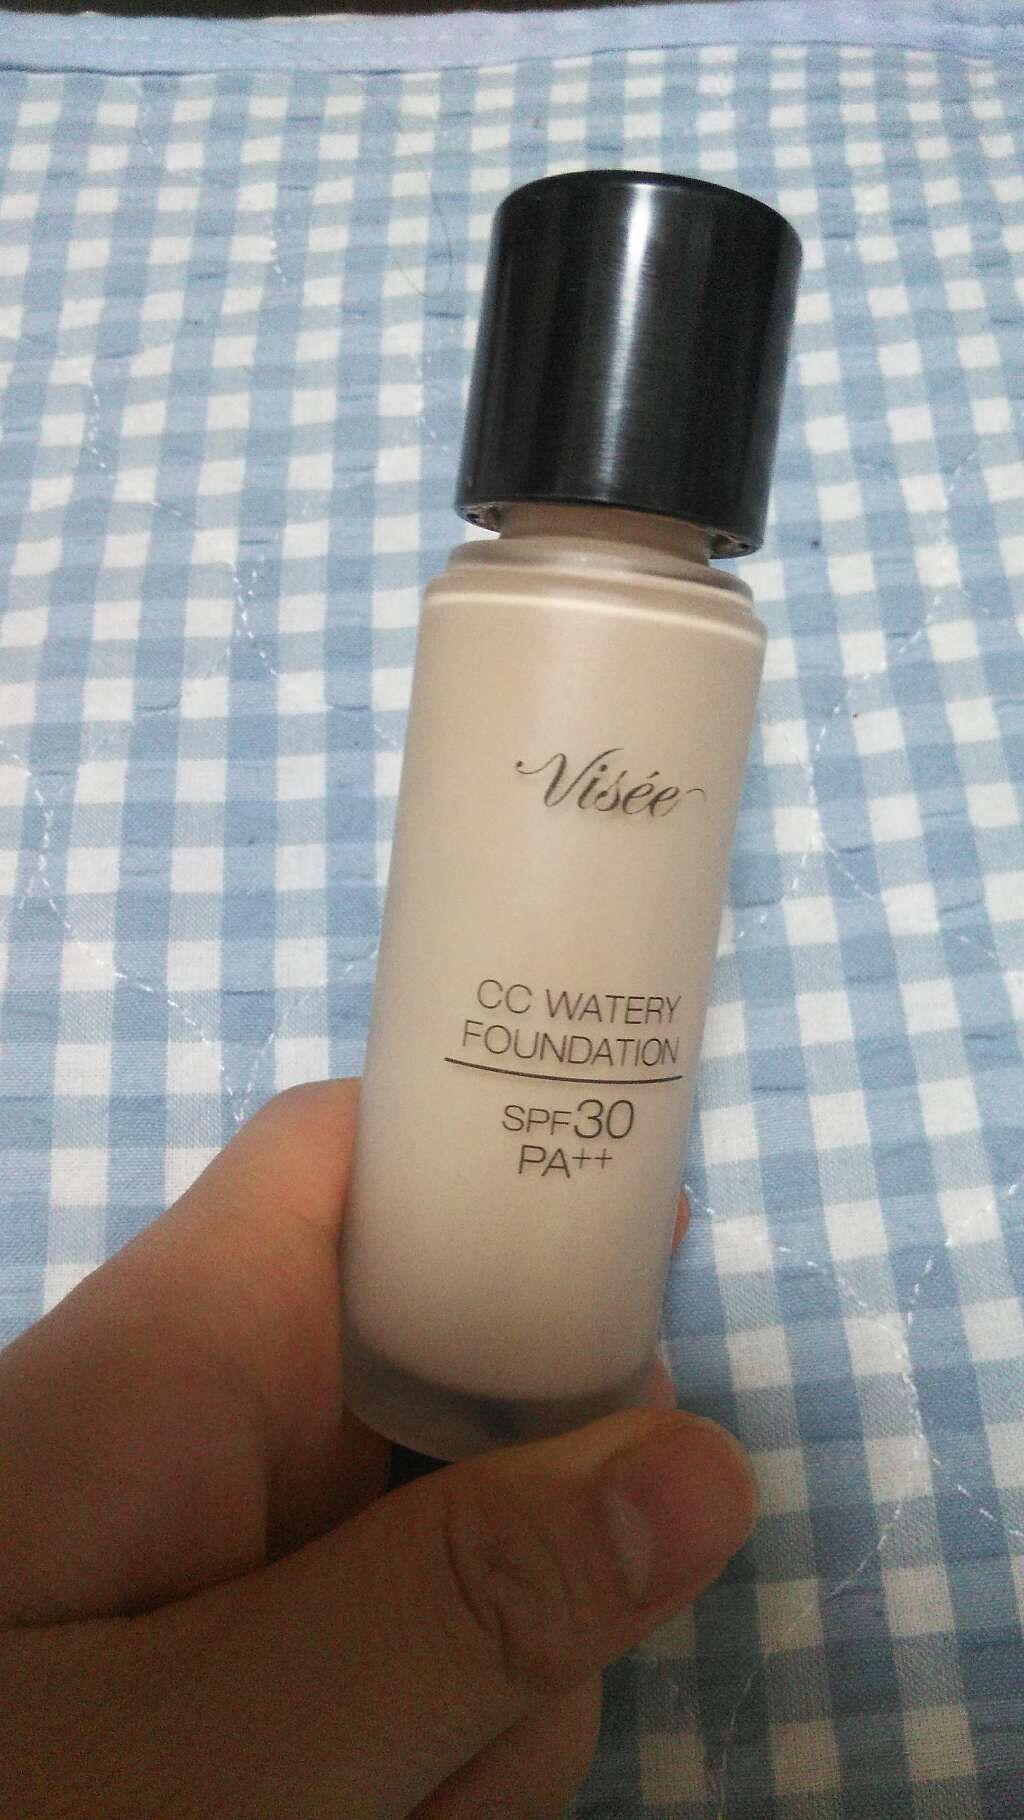 Visée
CC WATERY
FOUNDATION
SPF30
PA++